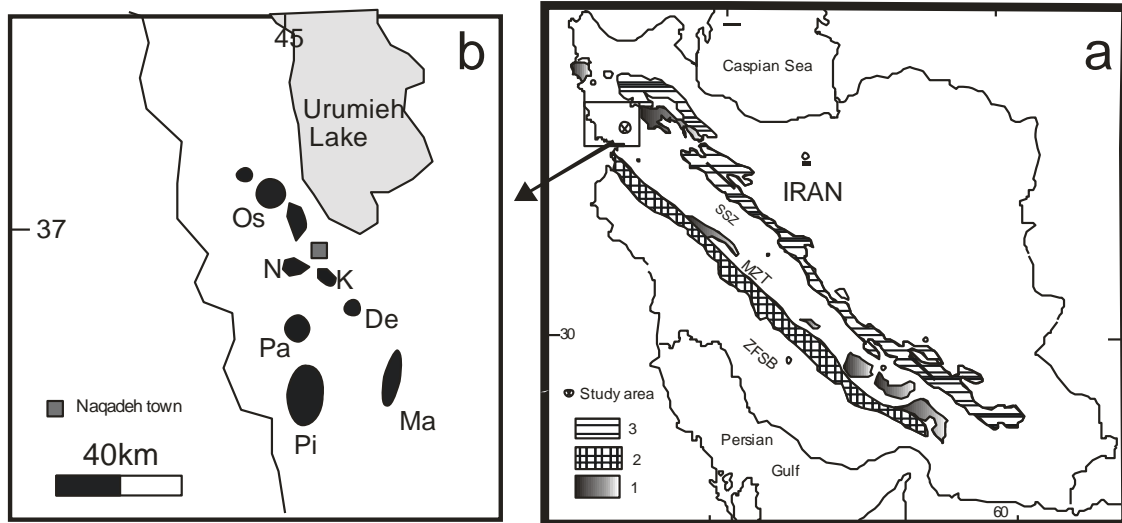 45
b
Urumieh
Lake
Os
37
N
K
De
Pa
Ma
Pi
Naqadeh town
40km
a
Caspian Sea
IRAN
SSZ
MZT
30
ZFSB
Study area
3
2
1
Persian
Gulf
60